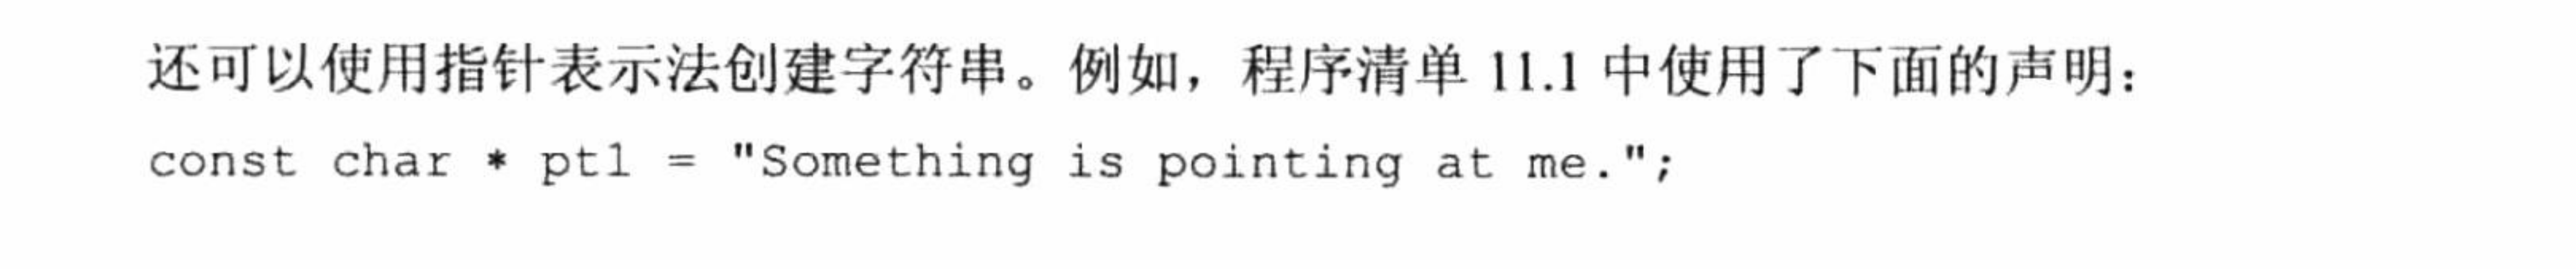 还可以使用指针表示法创建字符串。例如，程序清单 11.1 中使用了下面的声明：
const char * pt1 = "Something is pointing at me.";